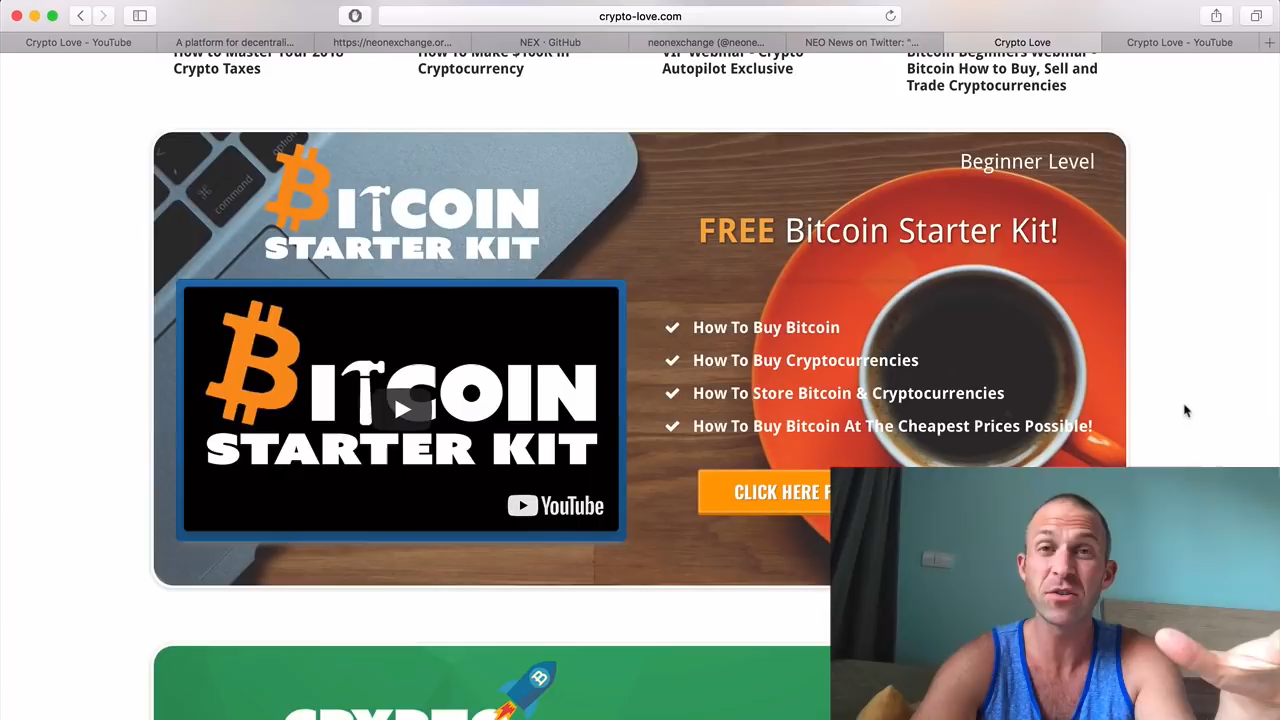 crypto-love.com
Crypto Love - YouTube
A platform for decentrali...
https://neonexchange.or...
NEX · GitHub
neonexchange (@neone...
NEO News on Twitter: "...
Crypto Love
Crypto Love - YouTube
Crypto Taxes
Cryptocurrency
Autopilot Exclusive
Bitcoin How to Buy, Sell and
Trade Cryptocurrencies
option
command
BITCOIN
STARTER KIT
Beginner Level
FREE Bitcoin Starter Kit!
BITCOIN
STARTER KIT
YouTube
How To Buy Bitcoin
How To Buy Cryptocurrencies
How To Store Bitcoin & Cryptocurrencies
How To Buy Bitcoin At The Cheapest Prices Possible!
CLICK HERE